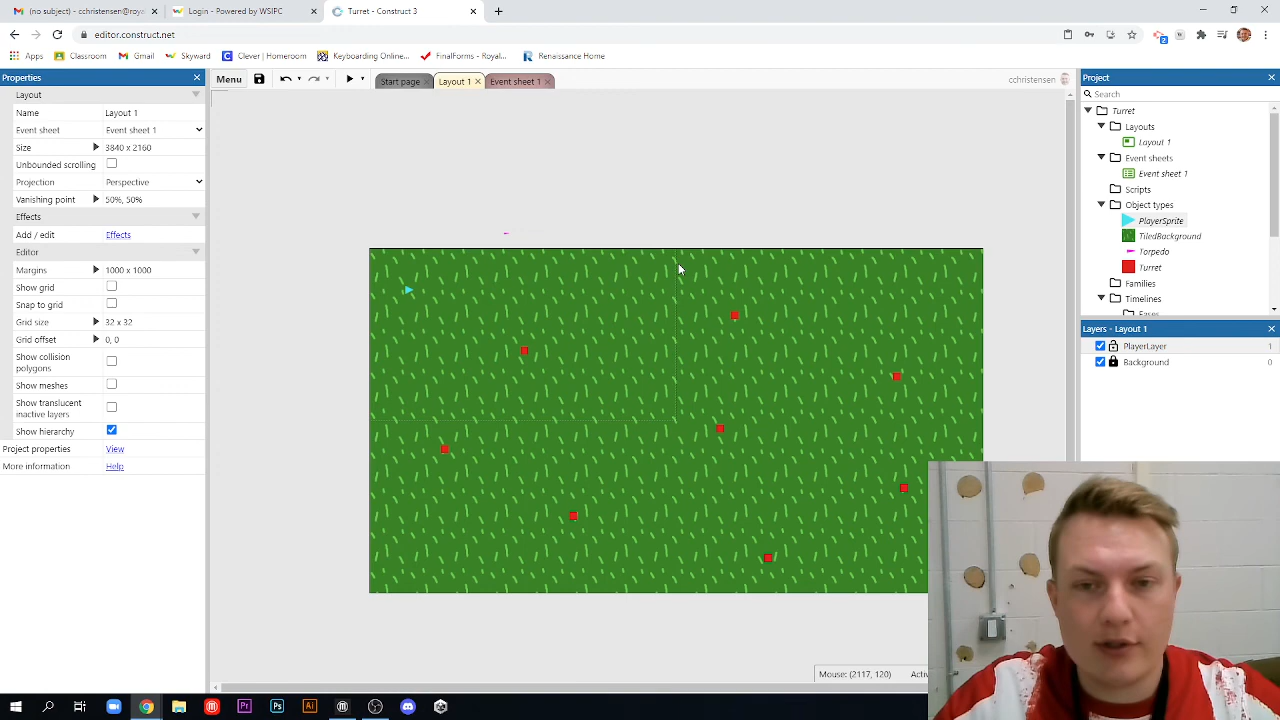 (no subject) - cchristensen@roy
Login - Powered by WSIPC
Turret - Construct 3
editor.construct.net
Apps
Classroom
Gmail
Skyward
Clever | Homeroom
Keyboarding Online...
FinalForms - Royal...
Renaissance Home
Properties
Menu
Start page
Layout 1
Event sheet 1
cchristensen
Project
Layout
Search
Name
Layout 1
Turret
Event sheet
Event sheet 1
Layouts
Size
3840 x 2160
Layout 1
Unbounded scrolling
Event sheets
Projection
Perspective
Event sheet 1
Vanishing point
50%, 50%
Scripts
Effects
Object types
Add / edit
Effects
PlayerSprite
Editor
TiledBackground
Margins
1000 x 1000
Torpedo
Show grid
Turret
Snap to grid
Families
Grid size
32 x 32
Timelines
Grid offset
0, 0
Eases
Show collision
polygons
Layers - Layout 1
Show meshes
PlayerLayer
1
Show translucent
inactive layers
Background
0
Show hierarchy
Project properties
View
More information
Help
Mouse: (2117, 120)
Pr
Ps
Ai